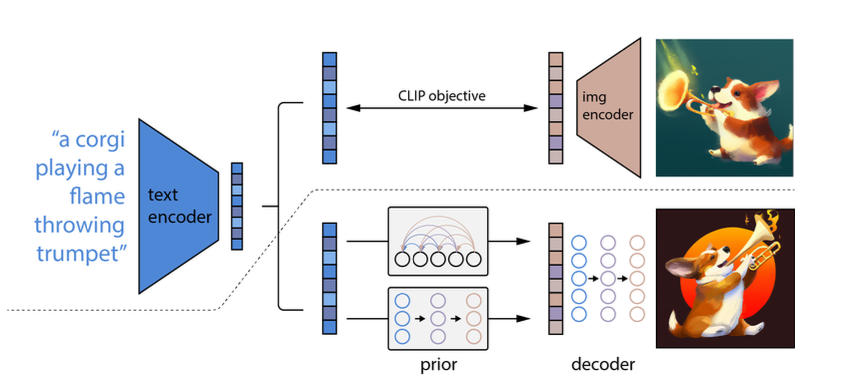 “a corgi
playing a
flame
throwing
trumpet”
text
encoder
CLIP objective
img
encoder
prior
decoder